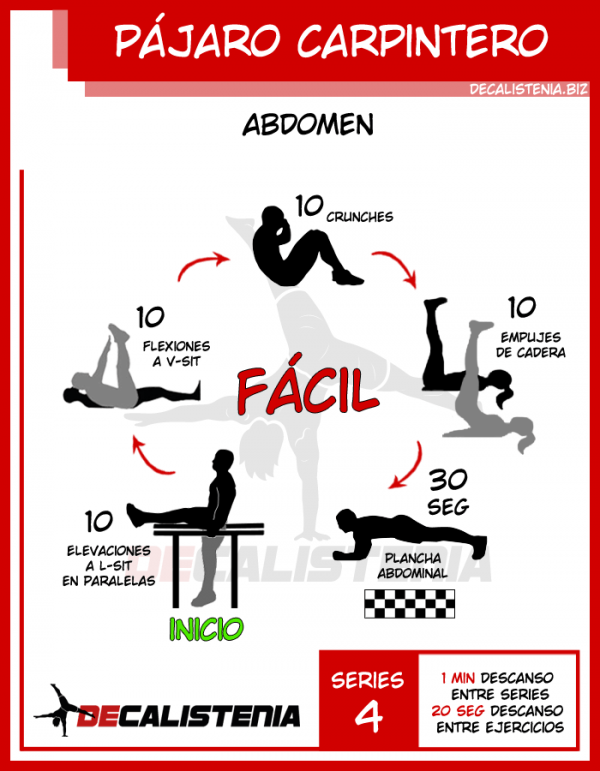 PÁJARO CARPINTERO
DECALISTENIA.BIZ
ABDOMEN
10 CRUNCHES
10
EMPUJES
DE CADERA
10
FLEXIONES
A V-SIT
FÁCIL
30
SEG
PLANCHA
ABDOMINAL
10
ELEVACIONES
A L-SIT
EN PARALELAS
DECALISTENIA
INICIO
DECALISTENIA
SERIES
4
1 MIN DESCANSO
ENTRE SERIES
20 SEG DESCANSO
ENTRE EJERCICIOS